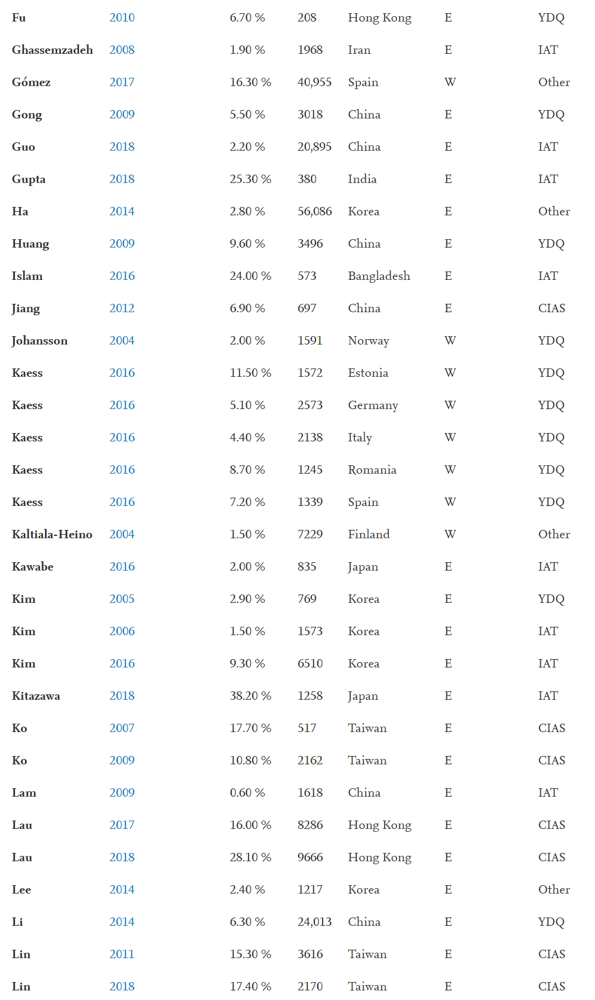 Fu 2010 6.70 % 208 Hong Kong E YDQ
Ghassemzadeh 2008 1.90 % 1968 Iran E IAT
Gómez 2017 16.30 % 40,955 Spain W Other
Gong 2009 5.50 % 3018 China E YDQ
Guo 2018 2.20 % 20,895 China E IAT
Gupta 2018 25.30 % 380 India E IAT
Ha 2014 2.80 % 56,086 Korea E Other
Huang 2009 9.60 % 3496 China E YDQ
Islam 2016 24.00 % 573 Bangladesh E IAT
Jiang 2012 6.90 % 697 China E CIAS
Johansson 2004 2.00 % 1591 Norway W YDQ
Kaess 2016 11.50 % 1572 Estonia W YDQ
Kaess 2016 5.10 % 2573 Germany W YDQ
Kaess 2016 4.40 % 2138 Italy W YDQ
Kaess 2016 8.70 % 1245 Romania W YDQ
Kaess 2016 7.20 % 1339 Spain W YDQ
Kaltiala-Heino 2004 1.50 % 7229 Finland W Other
Kawabe 2016 2.00 % 835 Japan E IAT
Kim 2005 2.90 % 769 Korea E YDQ
Kim 2006 1.50 % 1573 Korea E IAT
Kim 2016 9.30 % 6510 Korea E IAT
Kitazawa 2018 38.20 % 1258 Japan E IAT
Ko 2007 17.70 % 517 Taiwan E CIAS
Ko 2009 10.80 % 2162 Taiwan E CIAS
Lam 2009 0.60 % 1618 China E IAT
Lau 2017 16.00 % 8286 Hong Kong E CIAS
Lau 2018 28.10 % 9666 Hong Kong E CIAS
Lee 2014 2.40 % 1217 Korea E Other
Li 2014 6.30 % 24,013 China E YDQ
Lin 2011 15.30 % 3616 Taiwan E CIAS
Lin 2018 17.40 % 2170 Taiwan E CIAS